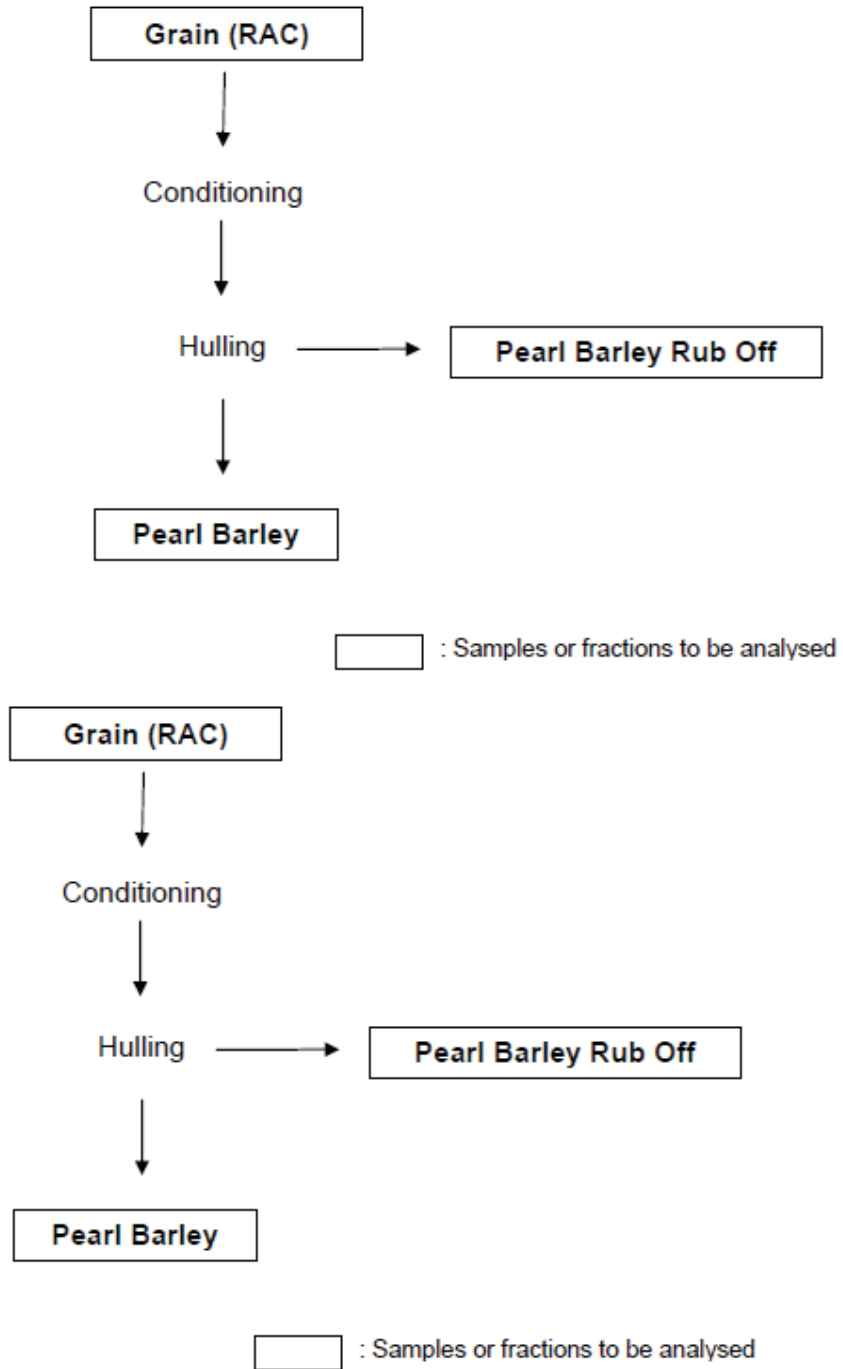 Grain (RAC)
Conditioning
Hulling
Pearl Barley Rub Off
Pearl Barley
: Samples or fractions to be analysed
Grain (RAC)
Conditioning
Hulling
Pearl Barley Rub Off
Pearl Barley
: Samples or fractions to be analysed